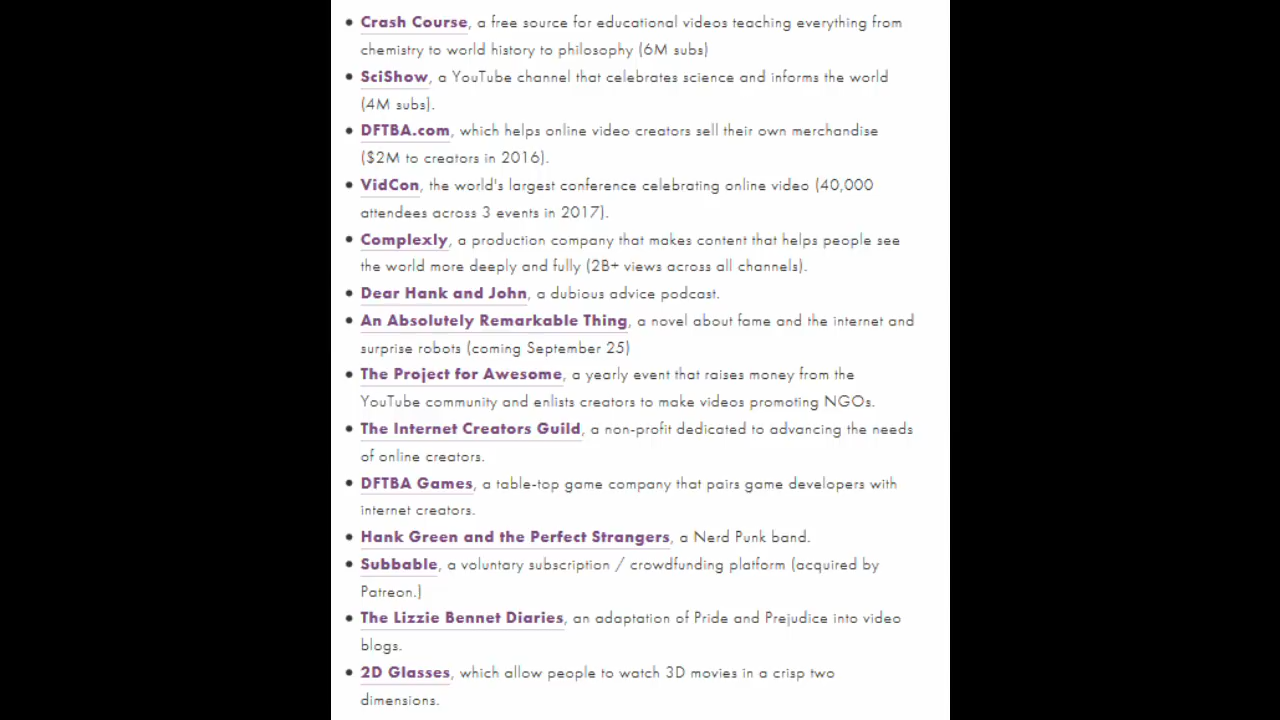 • Crash Course, a free source for educational videos teaching everything from
chemistry to world history to philosophy (6M subs)
• SciShow, a YouTube channel that celebrates science and informs the world
(4M subs).
• DFTBA.com, which helps online video creators sell their own merchandise
($2M to creators in 2016).
• VidCon, the world's largest conference celebrating online video (40,000
attendees across 3 events in 2017).
• Complexly, a production company that makes content that helps people see
the world more deeply and fully (2B+ views across all channels).
• Dear Hank and John, a dubious advice podcast.
• An Absolutely Remarkable Thing, a novel about fame and the internet and
surprise robots (coming September 25)
• The Project for Awesome, a yearly event that raises money from the
YouTube community and enlists creators to make videos promoting NGOs.
• The Internet Creators Guild, a non-profit dedicated to advancing the needs
of online creators.
• DFTBA Games, a table-top game company that pairs game developers with
internet creators.
• Hank Green and the Perfect Strangers, a Nerd Punk band.
• Subbable, a voluntary subscription / crowdfunding platform (acquired by
Patreon.)
• The Lizzie Bennet Diaries, an adaptation of Pride and Prejudice into video
blogs.
• 2D Glasses, which allow people to watch 3D movies in a crisp two
dimensions.